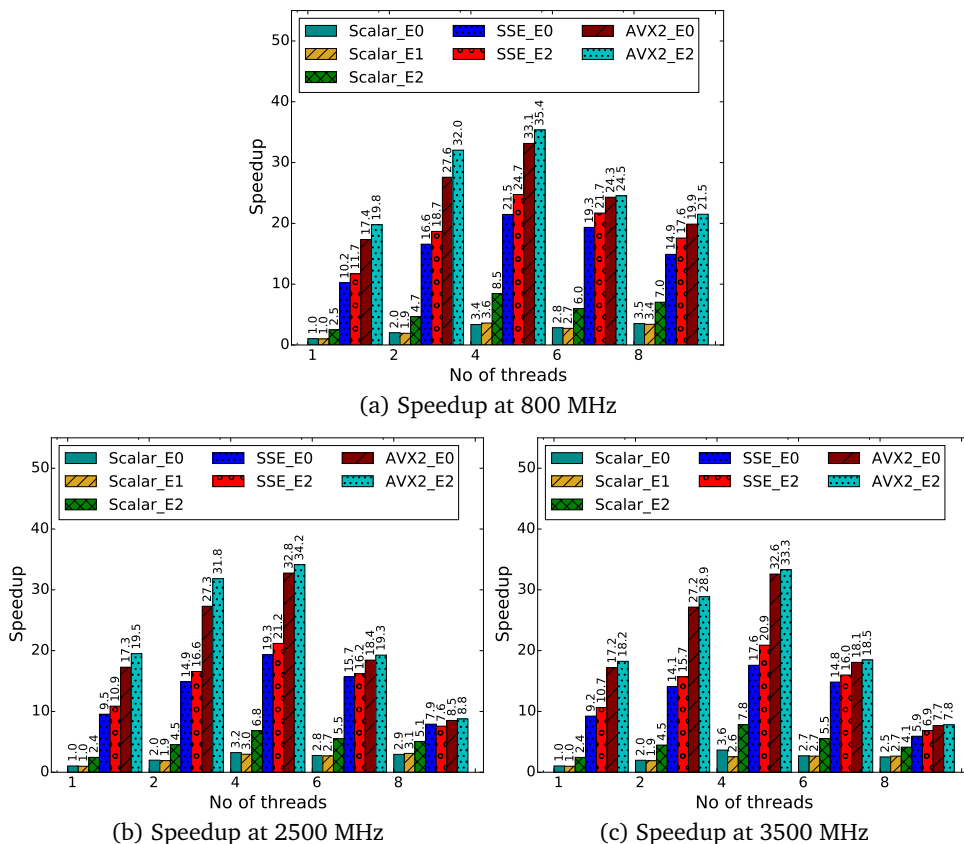 50
40
30
20
10
0
Speedup
Scalar_E0 SSE_E0 AVX2_E0
Scalar_E1 SSE_E2 AVX2_E2
Scalar_E2
1.0 1.0 2.5 10.2 11.7 17.4 19.8
2.0 1.9 4.7 16.6 18.7 27.6 32.0
3.4 3.6 8.5 21.5 24.7 33.1 35.4
2.8 2.7 6.0 19.3 21.7 24.3 24.5
3.5 3.4 7.0 14.9 17.6 19.9 21.5
1 2 4 6 8
No of threads
(a) Speedup at 800 MHz
50
40
30
20
10
0
Speedup
Scalar_E0 SSE_E0 AVX2_E0
Scalar_E1 SSE_E2 AVX2_E2
Scalar_E2
1.0 1.0 2.4 9.5 10.9 17.3 19.5
2.0 1.9 4.5 14.9 16.6 27.3 31.8
3.2 3.0 6.8 19.3 21.2 32.8 34.2
2.8 2.7 5.5 15.7 16.2 18.4 19.3
2.9 3.1 5.1 7.9 7.6 8.5 8.8
1 2 4 6 8
No of threads
(b) Speedup at 2500 MHz
50
40
30
20
10
0
Speedup
Scalar_E0 SSE_E0 AVX2_E0
Scalar_E1 SSE_E2 AVX2_E2
Scalar_E2
1.0 1.0 2.4 9.2 10.7 17.2 18.2
2.0 1.9 4.5 14.1 15.7 27.2 28.9
3.6 2.6 7.8 17.6 20.9 32.6 33.3
2.7 2.7 5.5 14.8 16.0 18.1 18.5
2.5 2.7 4.1 5.9 6.9 7.7 7.8
1 2 4 6 8
No of threads
(c) Speedup at 3500 MHz